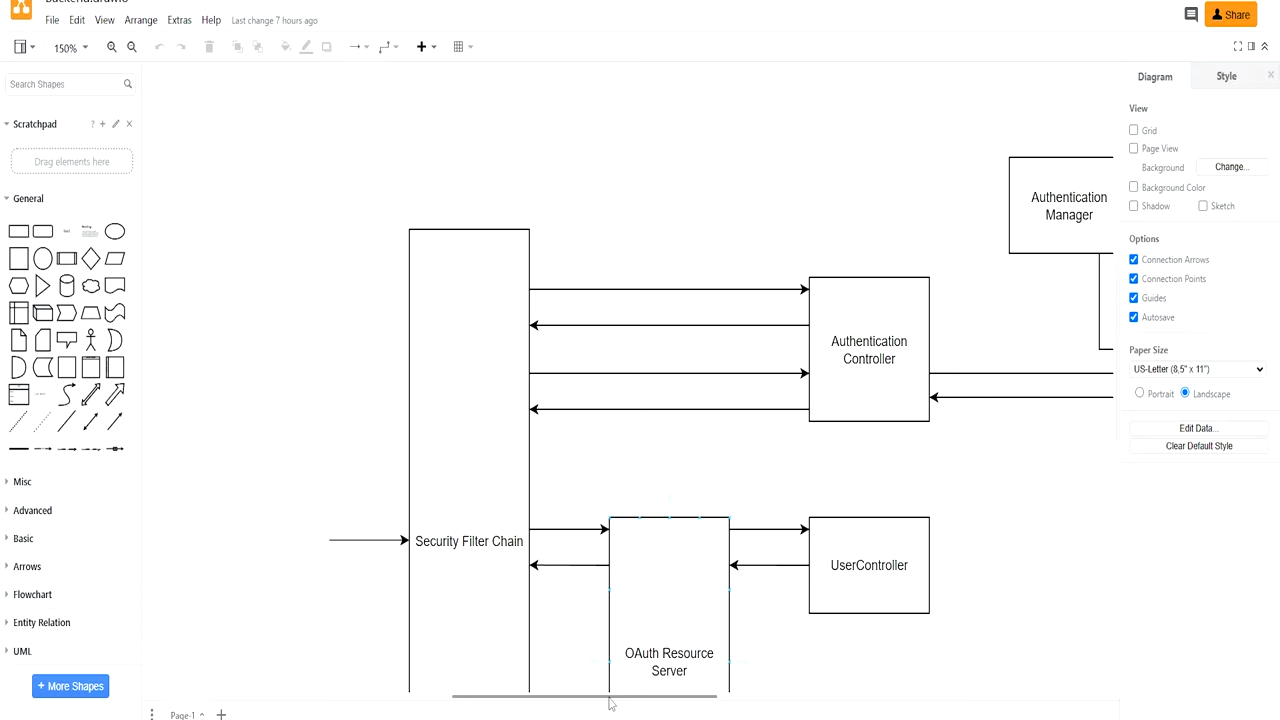 Backend.drawio
File Edit View Arrange Extras Help Last change 7 hours ago
Share
150%
Search Shapes
Scratchpad
?
Drag elements here
General
Misc
Advanced
Basic
Arrows
Flowchart
Entity Relation
UML
+ More Shapes
Security Filter Chain
Authentication
Controller
Authentication
Manager
OAuth Resource
Server
UserController
Page-1
Diagram
Style
View
Grid
Page View
Background
Change...
Background Color
Shadow
Sketch
Options
Connection Arrows
Connection Points
Guides
Autosave
Paper Size
US-Letter (8,5" x 11")
Portrait
Landscape
Edit Data...
Clear Default Style